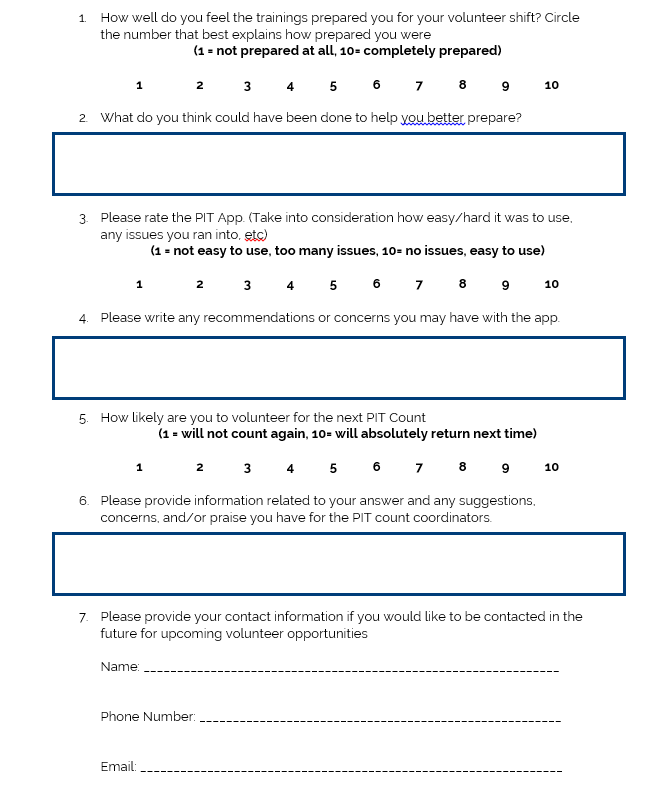 1. How well do you feel the trainings prepared you for your volunteer shift? Circle
the number that best explains how prepared you were
(1 = not prepared at all, 10= completely prepared)
1 2 3 4 5 6 7 8 9 10
2. What do you think could have been done to help you better prepare?
3. Please rate the PIT App. (Take into consideration how easy/hard it was to use,
any issues you ran into, etc)
(1 = not easy to use, too many issues, 10= no issues, easy to use)
1 2 3 4 5 6 7 8 9 10
4. Please write any recommendations or concerns you may have with the app.
5. How likely are you to volunteer for the next PIT Count
(1 = will not count again, 10= will absolutely return next time)
1 2 3 4 5 6 7 8 9 10
6. Please provide information related to your answer and any suggestions,
concerns, and/or praise you have for the PIT count coordinators.
7. Please provide your contact information if you would like to be contacted in the
future for upcoming volunteer opportunities
Name: ______________________________________________________________
Phone Number: ______________________________________________________
Email: _______________________________________________________________